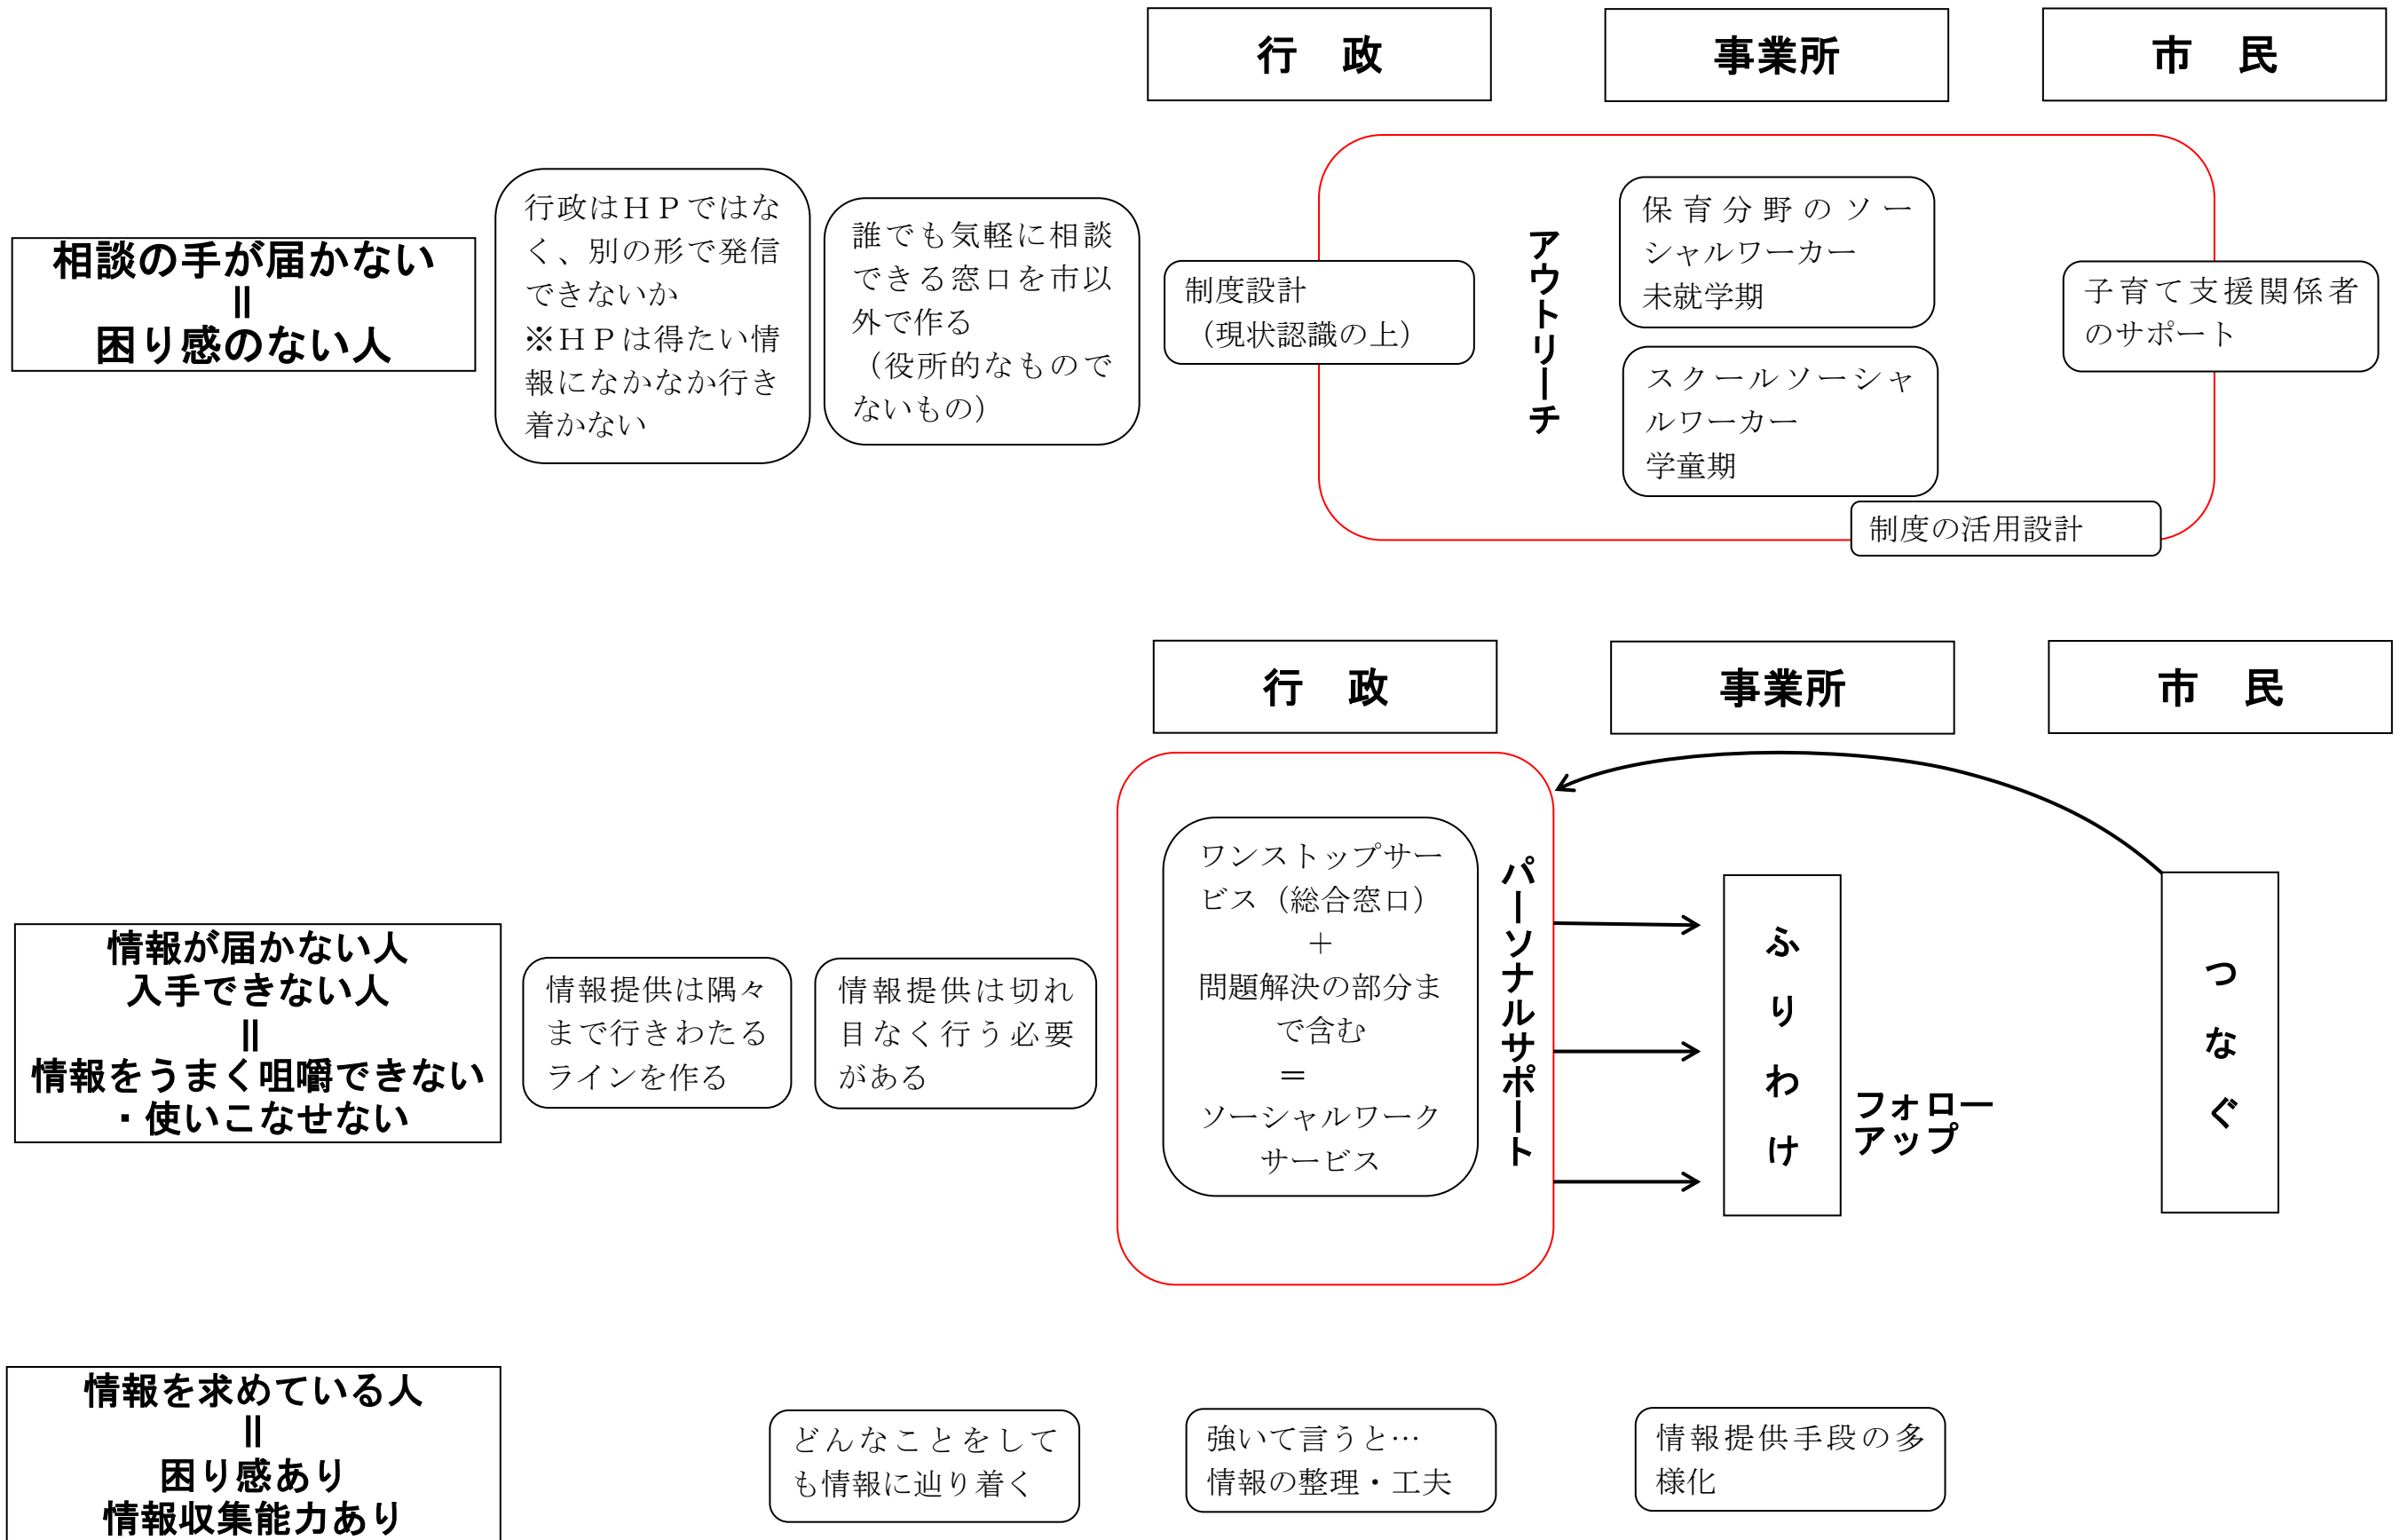 行　政
事業所
市　民
相談の手が届かない
＝
困り感のない人
行政はＨＰではな
く、別の形で発信
できないか
※ＨＰは得たい情
報になかなか行き
着かない
誰でも気軽に相談
できる窓口を市以
外で作る
（役所的なもので
ないもの）
制度設計
（現状認識の上）
アウトリーチ
保育分野のソー
シャルワーカー
未就学期
スクールソーシャ
ルワーカー
学童期
制度の活用設計
子育て支援関係者
のサポート
行　政
事業所
市　民
情報が届かない人
入手できない人
＝
情報をうまく咀嚼できない
・使いこなせない
情報提供は隅々
まで行きわたる
ラインを作る
情報提供は切れ
目なく行う必要
がある
ワンストップサー
ビス（総合窓口）
＋
問題解決の部分ま
で含む
＝
ソーシャルワーク
サービス
パーソナルサポート
ふりわけ
フォロー
アップ
つなぐ
情報を求めている人
＝
困り感あり
情報収集能力あり
どんなことをして
も情報に辿り着く
強いて言うと…
情報の整理・工夫
情報提供手段の多
様化